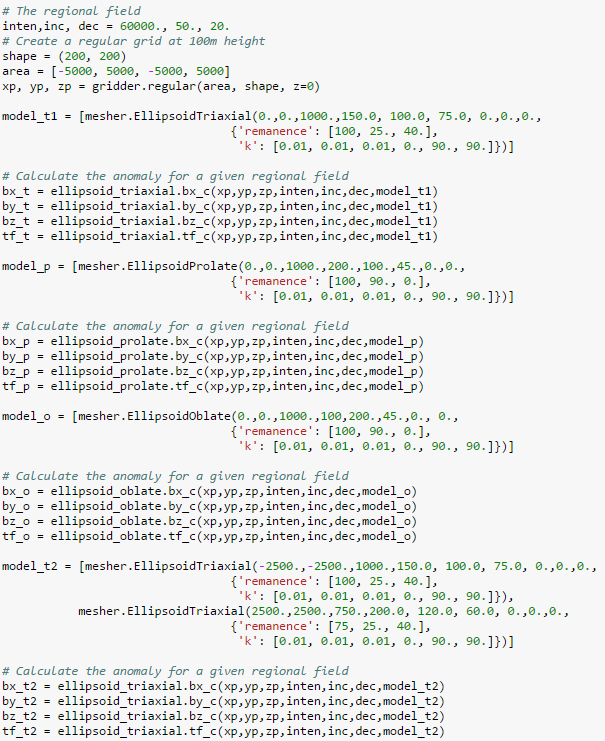 # The regional field
inten,inc, dec = 60000., 50., 20.
# Create a regular grid at 100m height
shape = (200, 200)
area = [-5000, 5000, -5000, 5000]
xp, yp, zp = gridder.regular(area, shape, z=0)
model_t1 = [mesher.EllipsoidTriaxial(0.,0.,1000.,150.0, 100.0, 75.0, 0.,0.,0.,
{'remanence': [100, 25., 40.],
'k': [0.01, 0.01, 0.01, 0., 90., 90.]})]
# Calculate the anomaly for a given regional field
bx_t = ellipsoid_triaxial.bx_c(xp,yp,zp,inten,inc,dec,model_t1)
by_t = ellipsoid_triaxial.by_c(xp,yp,zp,inten,inc,dec,model_t1)
bz_t = ellipsoid_triaxial.bz_c(xp,yp,zp,inten,inc,dec,model_t1)
tf_t = ellipsoid_triaxial.tf_c(xp,yp,zp,inten,inc,dec,model_t1)
model_p = [mesher.EllipsoidProlate(0.,0.,1000.,200.,100.,45.,0.,0.,
{'remanence': [100, 90., 0.],
'k': [0.01, 0.01, 0.01, 0., 90., 90.]})]
# Calculate the anomaly for a given regional field
bx_p = ellipsoid_prolate.bx_c(xp,yp,zp,inten,inc,dec,model_p)
by_p = ellipsoid_prolate.by_c(xp,yp,zp,inten,inc,dec,model_p)
bz_p = ellipsoid_prolate.bz_c(xp,yp,zp,inten,inc,dec,model_p)
tf_p = ellipsoid_prolate.tf_c(xp,yp,zp,inten,inc,dec,model_p)
model_o = [mesher.EllipsoidOblate(0.,0.,1000.,100,200.,45.,0., 0.,
{'remanence': [100, 90., 0.],
'k': [0.01, 0.01, 0.01, 0., 90., 90.]})]
# Calculate the anomaly for a given regional field
bx_o = ellipsoid_oblate.bx_c(xp,yp,zp,inten,inc,dec,model_o)
by_o = ellipsoid_oblate.by_c(xp,yp,zp,inten,inc,dec,model_o)
bz_o = ellipsoid_oblate.bz_c(xp,yp,zp,inten,inc,dec,model_o)
tf_o = ellipsoid_oblate.tf_c(xp,yp,zp,inten,inc,dec,model_o)
model_t2 = [mesher.EllipsoidTriaxial(-2500.,-2500.,1000.,150.0, 100.0, 75.0, 0.,0.,0.,
{'remanence': [100, 25., 40.],
'k': [0.01, 0.01, 0.01, 0., 90., 90.]}),
mesher.EllipsoidTriaxial(2500.,2500.,750.,200.0, 120.0, 60.0, 0.,0.,0.,
{'remanence': [75, 25., 40.],
'k': [0.01, 0.01, 0.01, 0., 90., 90.]})]
# Calculate the anomaly for a given regional field
bx_t2 = ellipsoid_triaxial.bx_c(xp,yp,zp,inten,inc,dec,model_t2)
by_t2 = ellipsoid_triaxial.by_c(xp,yp,zp,inten,inc,dec,model_t2)
bz_t2 = ellipsoid_triaxial.bz_c(xp,yp,zp,inten,inc,dec,model_t2)
tf_t2 = ellipsoid_triaxial.tf_c(xp,yp,zp,inten,inc,dec,model_t2)